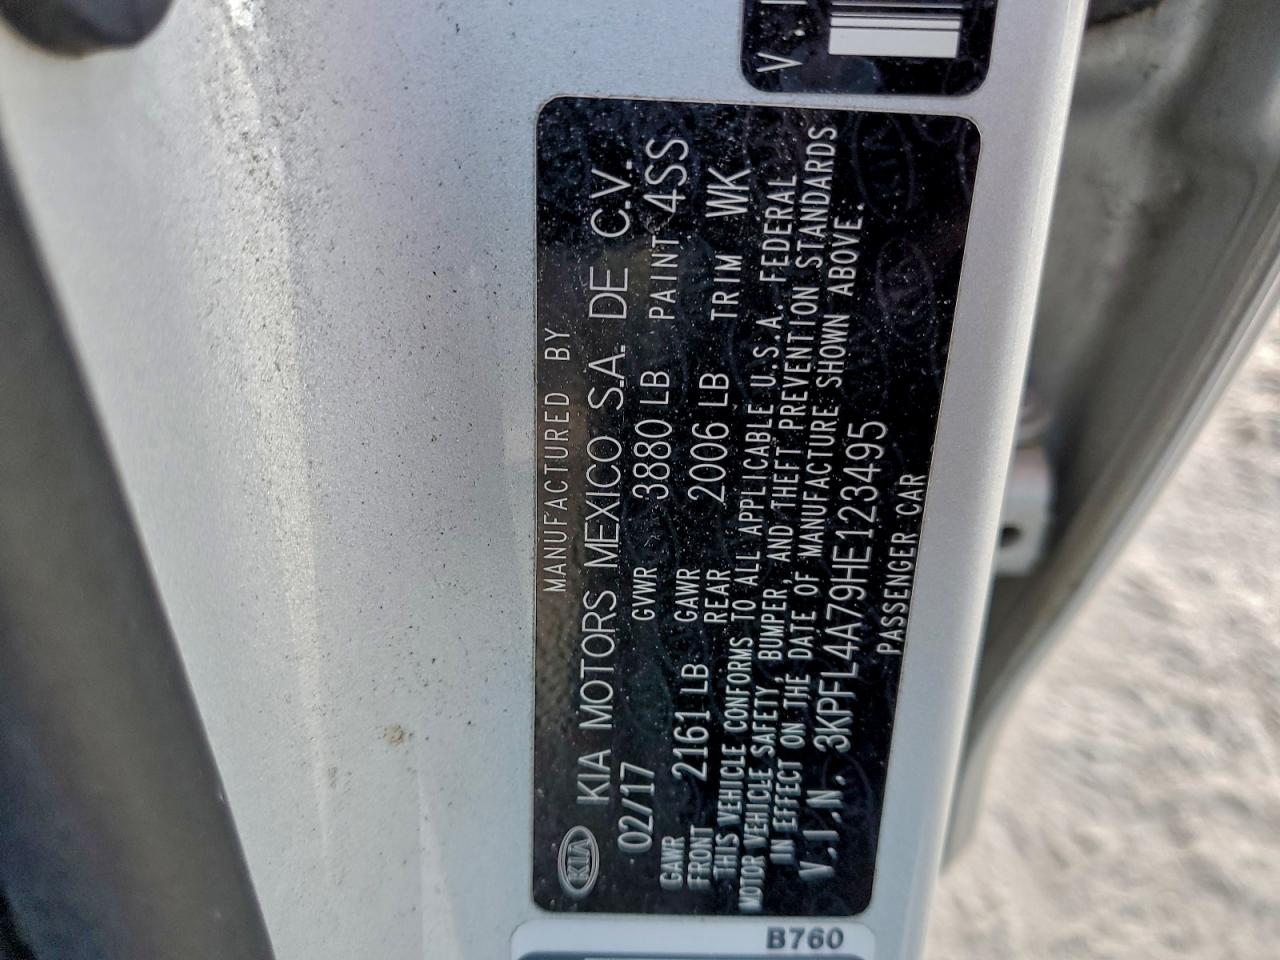 V.I
MANUFACTURED BY
KIA KIA MOTORS MEXICO S.A. DE C.V.
02/17 GVWR 3880 LB PAINT 4SS
GAWR FRONT 2161 LB GAWR REAR 2006 LB TRIM WK
THIS VEHICLE CONFORMS TO ALL APPLICABLE U.S.A. FEDERAL
MOTOR VEHICLE SAFETY, BUMPER, AND THEFT PREVENTION STANDARDS
IN EFFECT ON THE DATE OF MANUFACTURE SHOWN ABOVE.
V.I.N. 3KPFL4A79HE123495
PASSENGER CAR
B760